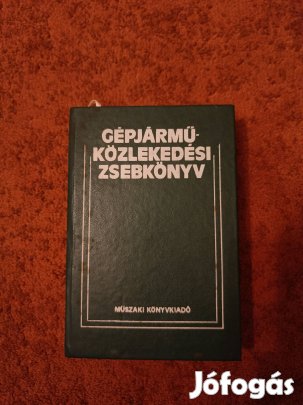 GÉPJÁRMŰ-
KÖZLEKEDÉSI
ZSEBKÖNYV
MŰSZAKI KÖNYVKIADÓ
Jófogás